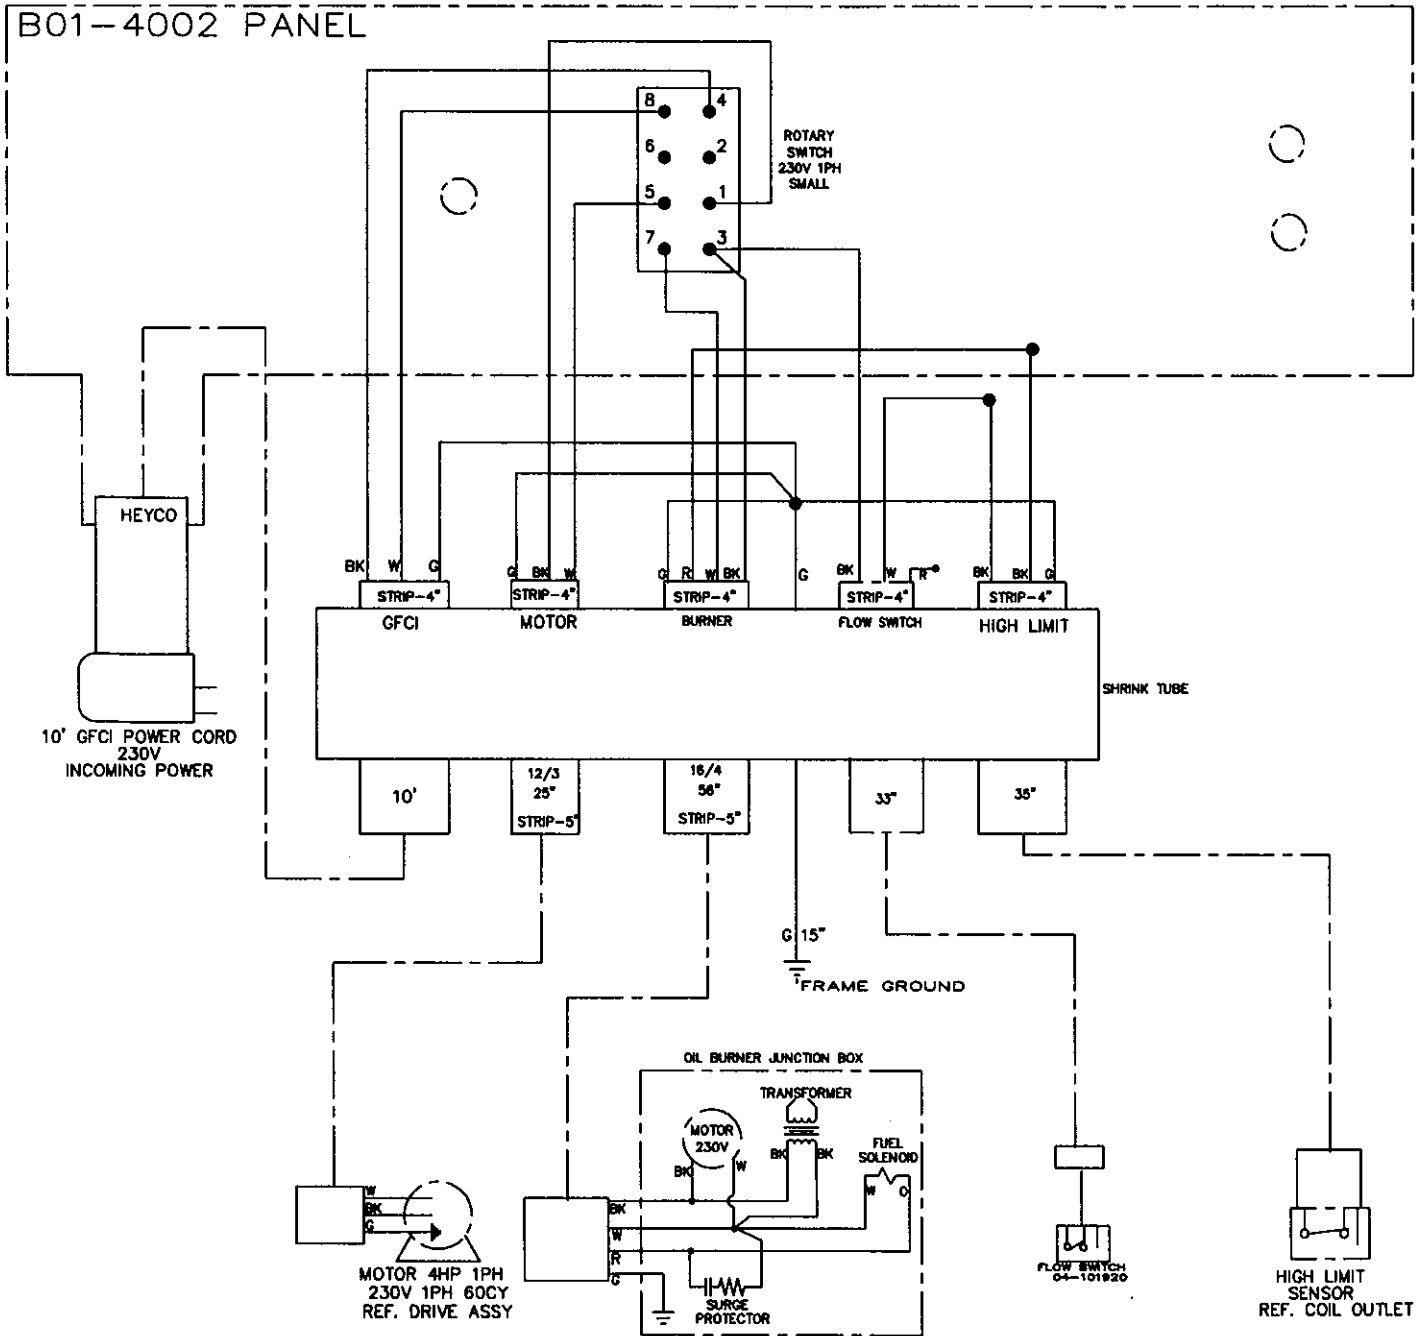 B01-4002 PANEL
8 4
6 2
5 1
7 3
ROTARY
SWITCH
230V 1PH
SMALL
HEYCO
BK W G
G BK W
G R W BK
G
BK W R
BK BK G
STRIP-4"
STRIP-4"
STRIP-4"
STRIP-4"
STRIP-4"
GFCI
MOTOR
BURNER
FLOW SWITCH
HIGH LIMIT
SHRINK TUBE
10' GFCI POWER CORD
230V
INCOMING POWER
10'
12/3
25"
STRIP-5"
16/4
56"
STRIP-5"
33"
35"
G 15"
FRAME GROUND
OIL BURNER JUNCTION BOX
TRANSFORMER
MOTOR
230V
BK W
BK BK
FUEL
SOLENOID
W O
BK
W
R
G
SURGE
PROTECTOR
W
BK
G
MOTOR 4HP 1PH
230V 1PH 60CY
REF. DRIVE ASSY
FLOW SWITCH
04-101920
HIGH LIMIT
SENSOR
REF. COIL OUTLET